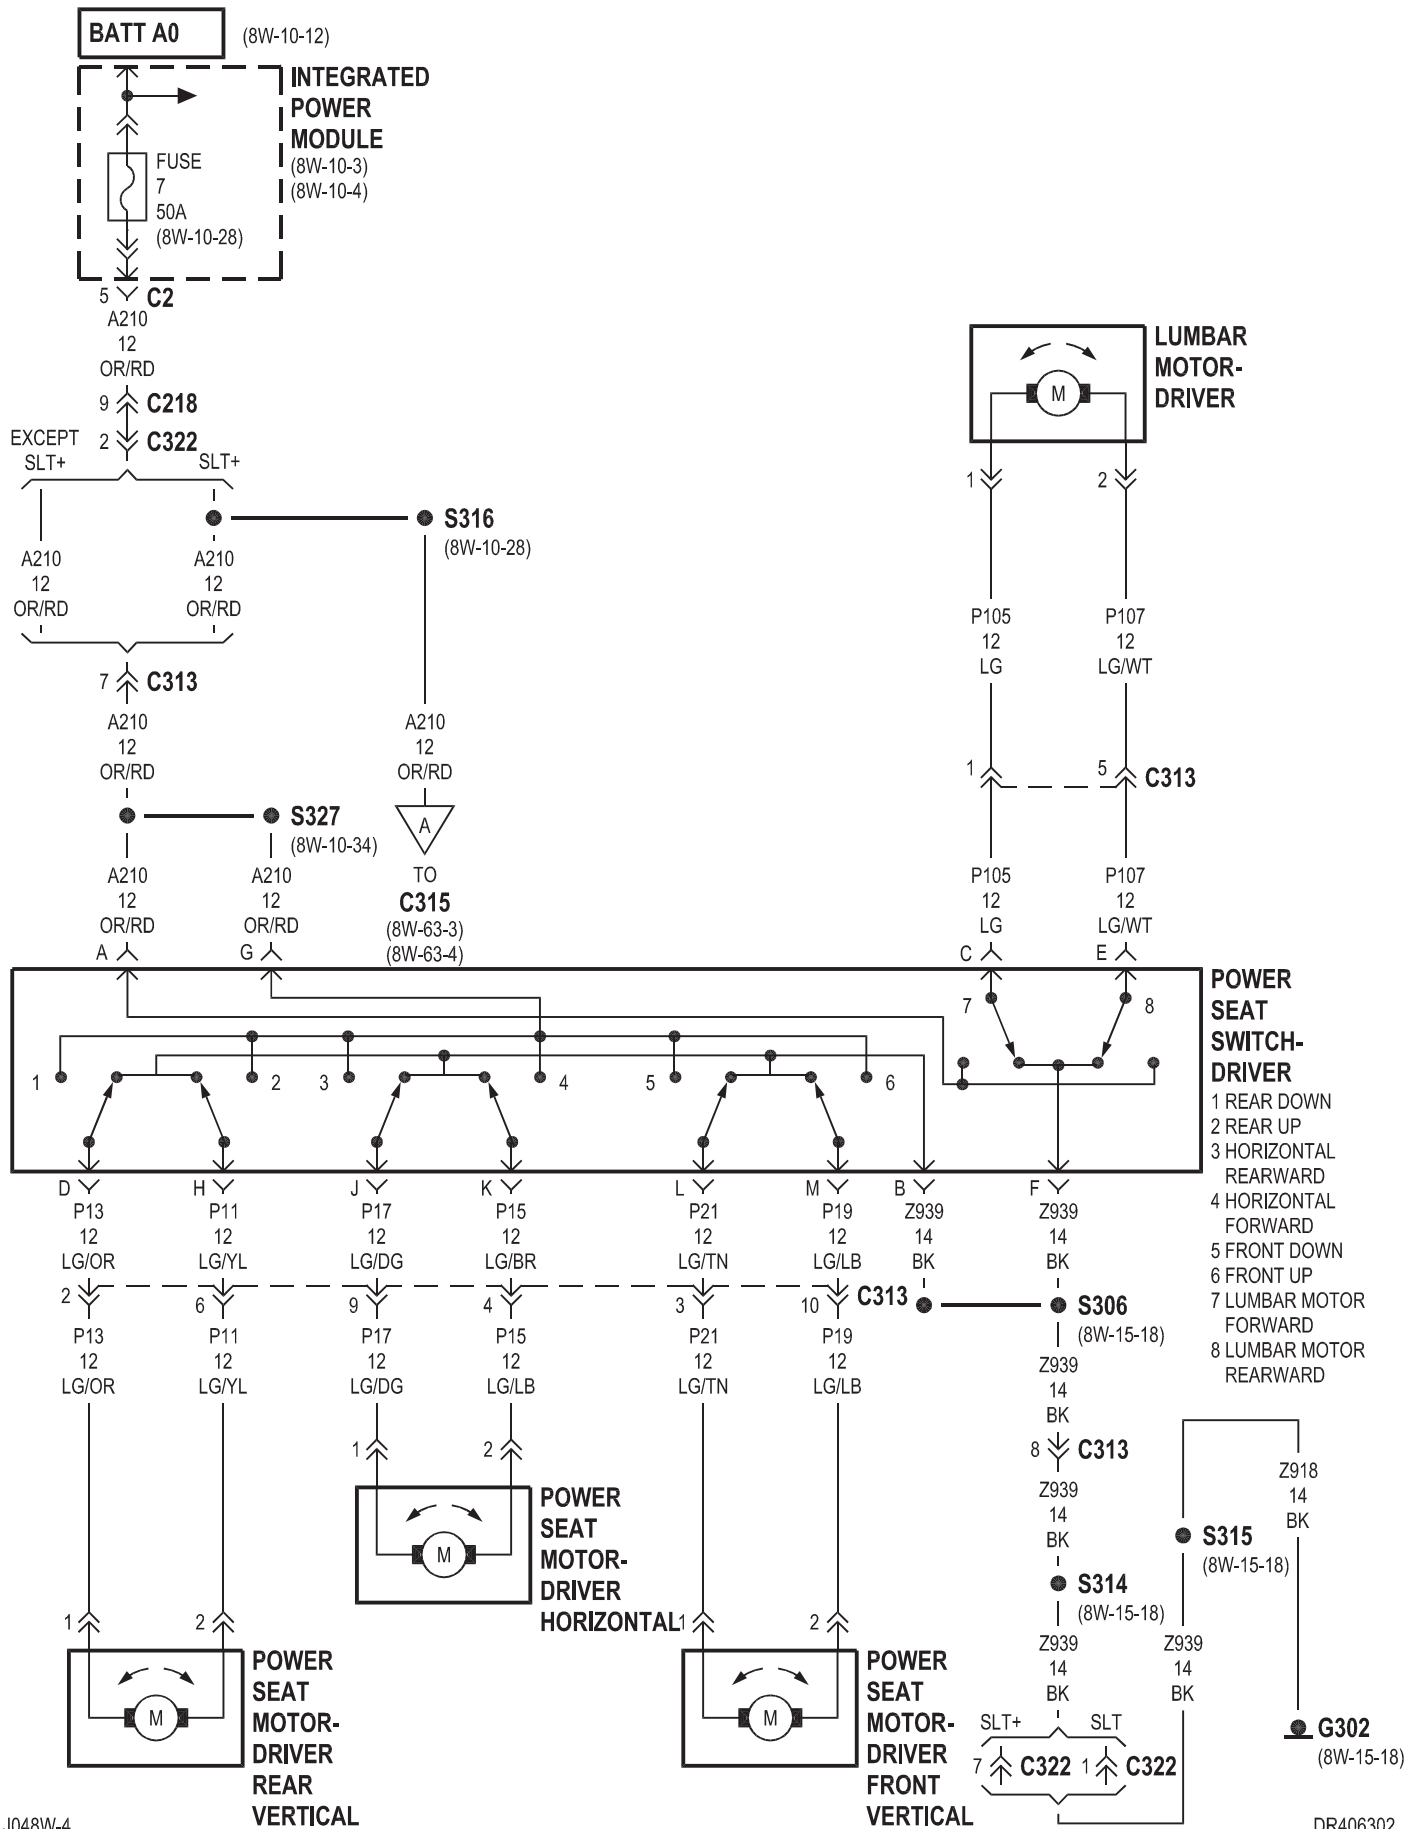 BATT A0
(8W-10-12)
INTEGRATED
POWER
MODULE
(8W-10-3)
(8W-10-4)
FUSE
7
50A
(8W-10-28)
5 C2
A210
12
OR/RD
9 C218
2 C322
EXCEPT
SLT+
SLT+
S316
(8W-10-28)
A210
12
OR/RD
A210
12
OR/RD
7 C313
A210
12
OR/RD
A210
12
OR/RD
S327
(8W-10-34)
A
TO
C315
(8W-63-3)
(8W-63-4)
A210
12
OR/RD
A
A210
12
OR/RD
G
LUMBAR
MOTOR-
DRIVER
M
1
2
P105
12
LG
P107
12
LG/WT
1
5
C313
P105
12
LG
P107
12
LG/WT
C
E
7
8
1
2
3
4
5
6
POWER
SEAT
SWITCH-
DRIVER
1 REAR DOWN
2 REAR UP
3 HORIZONTAL
REARWARD
4 HORIZONTAL
FORWARD
5 FRONT DOWN
6 FRONT UP
7 LUMBAR MOTOR
FORWARD
8 LUMBAR MOTOR
REARWARD
D H J K L M B F
P13 P11 P17 P15 P21 P19 Z939 Z939
12 12 12 12 12 12 14 14
LG/OR LG/YL LG/DG LG/BR LG/TN LG/LB BK BK
2 6 9 4 3 10 C313
S306
(8W-15-18)
P13 P11 P17 P15 P21 P19
12 12 12 12 12 12
LG/OR LG/YL LG/DG LG/LB LG/TN LG/LB
Z939
14
BK
8 C313
Z939
14
BK
S314
(8W-15-18)
Z939
14
BK
SLT+
SLT
7 C322
1 C322
Z939
14
BK
S315
(8W-15-18)
Z918
14
BK
G302
(8W-15-18)
1
2
M
POWER
SEAT
MOTOR-
DRIVER
HORIZONTAL
1
2
M
POWER
SEAT
MOTOR-
DRIVER
REAR
VERTICAL
1
2
M
POWER
SEAT
MOTOR-
DRIVER
FRONT
VERTICAL
J048W-4
DR406302